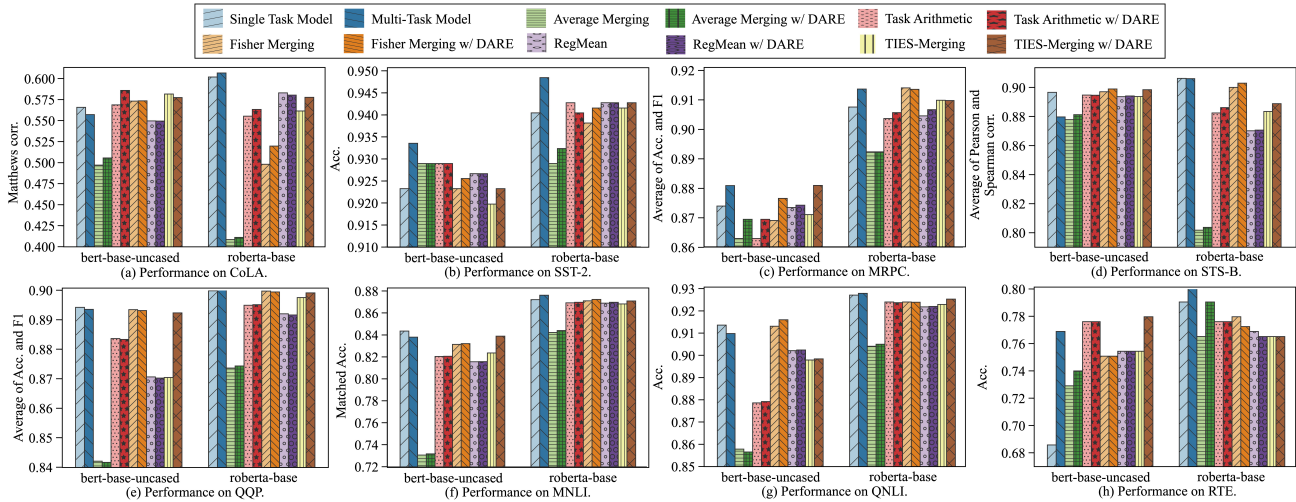 Single Task Model Multi-Task Model Average Merging Average Merging w/ DARE Task Arithmetic Task Arithmetic w/ DARE
Fisher Merging Fisher Merging w/ DARE RegMean RegMean w/ DARE TIES-Merging TIES-Merging w/ DARE
Matthews corr.
0.600
0.575
0.550
0.525
0.500
0.475
0.450
0.425
0.400
bert-base-uncased roberta-base
(a) Performance on CoLA.
Acc.
0.950
0.945
0.940
0.935
0.930
0.925
0.920
0.915
0.910
bert-base-uncased roberta-base
(b) Performance on SST-2.
Average of Acc. and F1
0.92
0.91
0.90
0.89
0.88
0.87
0.86
bert-base-uncased roberta-base
(c) Performance on MRPC.
Average of Pearson and
Spearman corr.
0.90
0.88
0.86
0.84
0.82
0.80
bert-base-uncased roberta-base
(d) Performance on STS-B.
Average of Acc. and F1
0.90
0.89
0.88
0.87
0.86
0.85
0.84
bert-base-uncased roberta-base
(e) Performance on QQP.
Matched Acc.
0.88
0.86
0.84
0.82
0.80
0.78
0.76
0.74
0.72
bert-base-uncased roberta-base
(f) Performance on MNLI.
Acc.
0.93
0.92
0.91
0.90
0.89
0.88
0.87
0.86
0.85
bert-base-uncased roberta-base
(g) Performance on QNLI.
Acc.
0.80
0.78
0.76
0.74
0.72
0.70
0.68
bert-base-uncased roberta-base
(h) Performance on RTE.